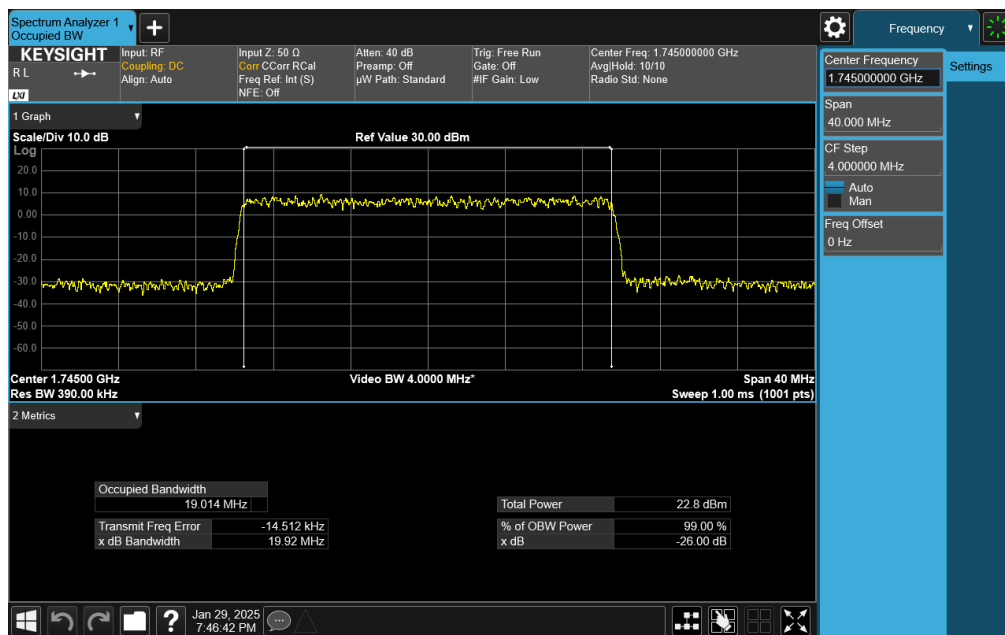 Spectrum Analyzer 1
Occupied BW
Frequency
KEYSIGHT
R L
LXI
Input: RF
Coupling: DC
Align: Auto
Input Z: 50 Ω
Corr CCorr RCal
Freq Ref: Int (S)
NFE: Off
Atten: 40 dB
Preamp: Off
µW Path: Standard
Trig: Free Run
Gate: Off
#IF Gain: Low
Center Freq: 1.745000000 GHz
Avg|Hold: 10/10
Radio Std: None
Center Frequency
1.745000000 GHz
Settings
Span
40.000 MHz
CF Step
4.000000 MHz
Auto
Man
Freq Offset
0 Hz
1 Graph
Scale/Div 10.0 dB
Ref Value 30.00 dBm
Log
20.0
10.0
0.00
-10.0
-20.0
-30.0
-40.0
-50.0
-60.0
Center 1.74500 GHz
Video BW 4.0000 MHz*
Span 40 MHz
Res BW 390.00 kHz
Sweep 1.00 ms (1001 pts)
2 Metrics
Occupied Bandwidth
19.014 MHz
Total Power 22.8 dBm
Transmit Freq Error -14.512 kHz
% of OBW Power 99.00 %
x dB Bandwidth 19.92 MHz
x dB -26.00 dB
Jan 29, 2025
7:46:42 PM